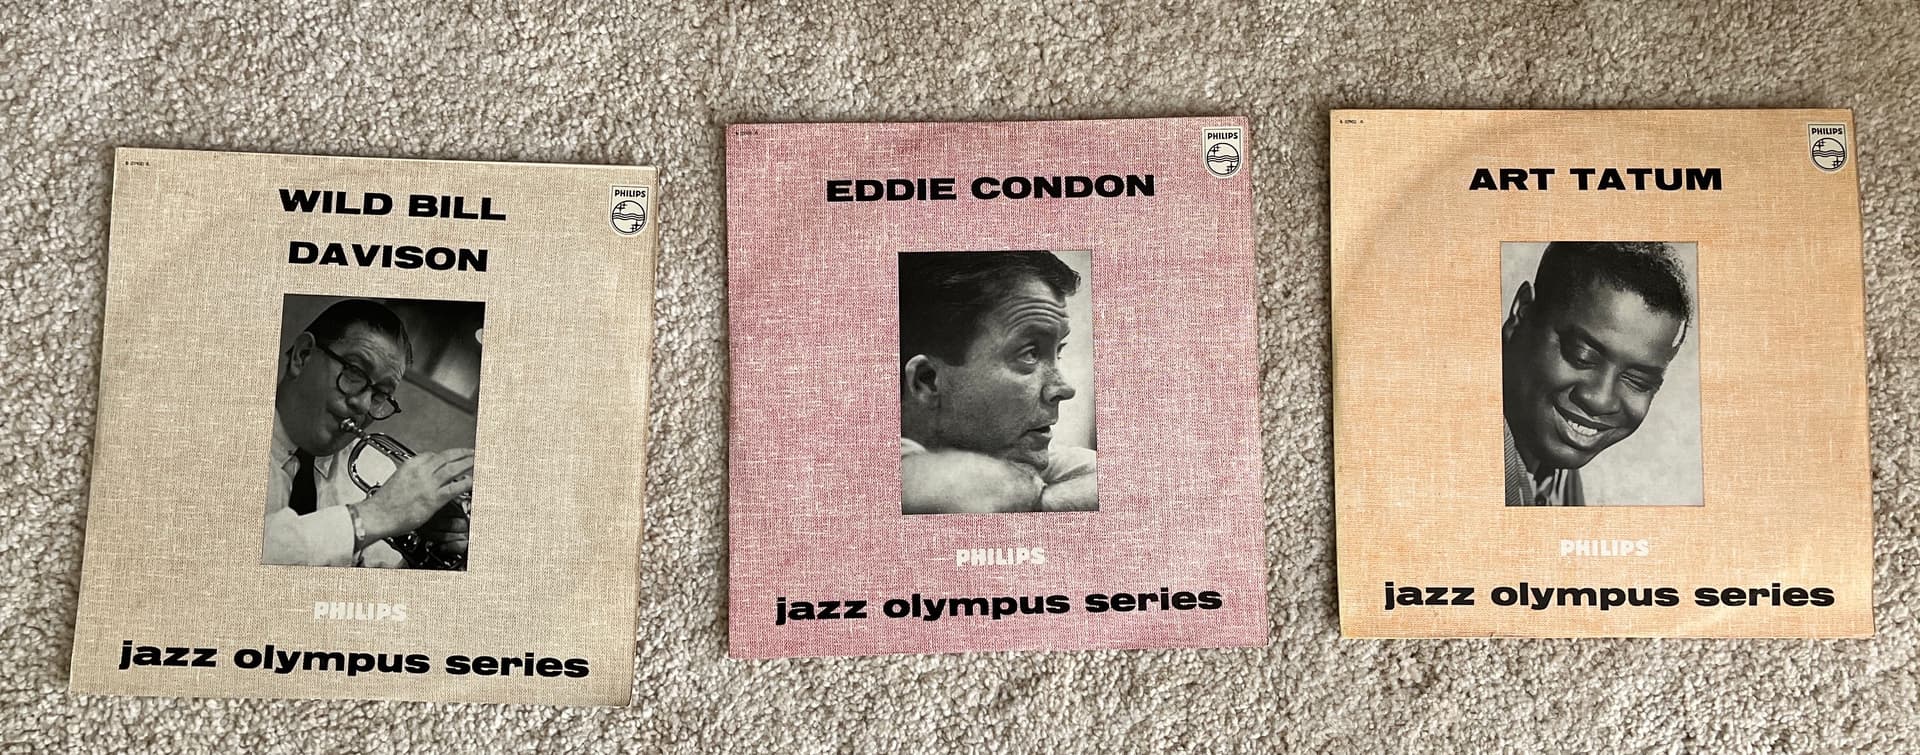 B 07900 L
PHILIPS
WILD BILL
DAVISON
PHILIPS
jazz olympus series
PHILIPS
EDDIE CONDON
PHILIPS
jazz olympus series
PHILIPS
ART TATUM
PHILIPS
jazz olympus series